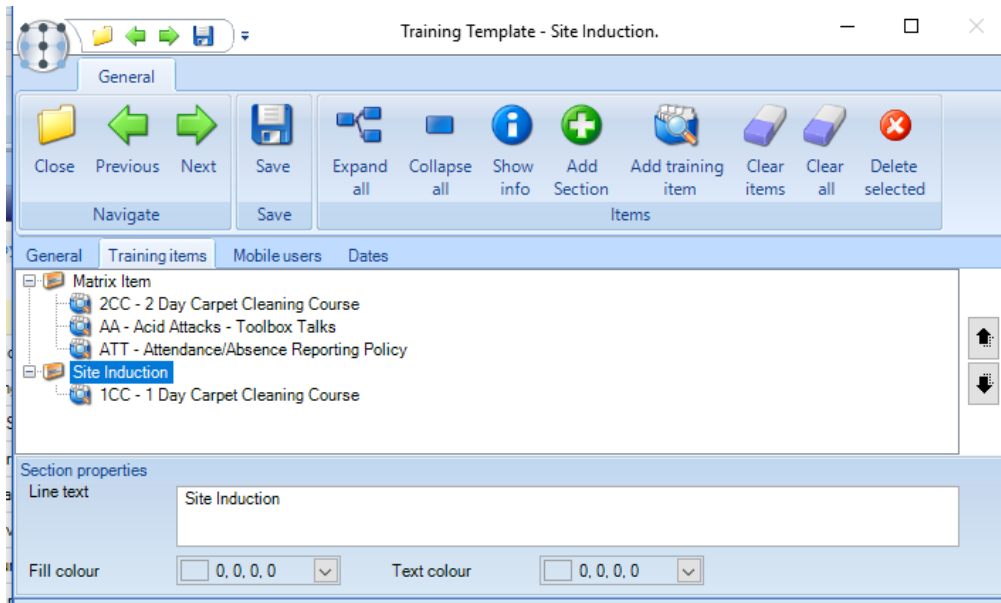 Training Template - Site Induction.
General
Close Previous Next Save Expand all Collapse all Show info Add Section Add training item Clear items Clear all Delete selected
Navigate Save Items
General Training items Mobile users Dates
Matrix Item
2CC - 2 Day Carpet Cleaning Course
AA - Acid Attacks - Toolbox Talks
ATT - Attendance/Absence Reporting Policy
Site Induction
1CC - 1 Day Carpet Cleaning Course
Section properties
Line text Site Induction
Fill colour 0, 0, 0, 0 Text colour 0, 0, 0, 0